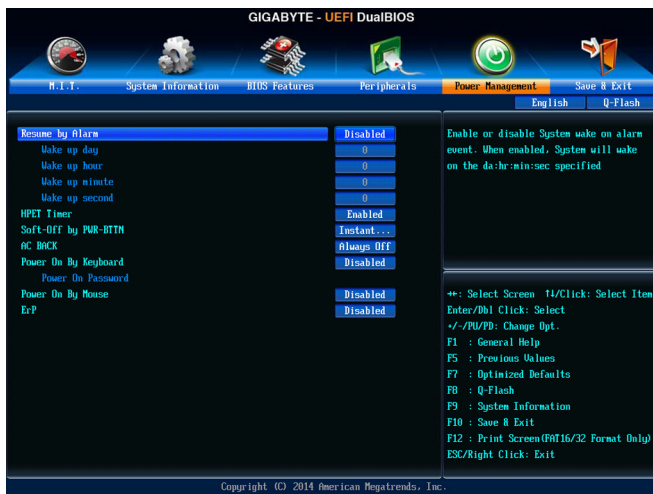 GIGABYTE - UEFI DualBIOS
M.I.T. System Information BIOS Features Peripherals Power Management Save & Exit
English Q-Flash
Resume by Alarm Disabled
Wake up day 0
Wake up hour 0
Wake up minute 0
Wake up second 0
HPET Timer Enabled
Soft-Off by PWR-BTTN Instant...
AC BACK Always Off
Power On By Keyboard Disabled
Power On Password
Power On By Mouse Disabled
ErP Disabled
Enable or disable System wake on alarm
event. When enabled, System will wake
on the da:hr:min:sec specified
↔: Select Screen ↑↓/Click: Select Item
Enter/Dbl Click: Select
+/-/PU/PD: Change Opt.
F1 : General Help
F5 : Previous Values
F7 : Optimized Defaults
F8 : Q-Flash
F9 : System Information
F10 : Save & Exit
F12 : Print Screen(FAT16/32 Format Only)
ESC/Right Click: Exit
Copyright (C) 2014 American Megatrends, Inc.